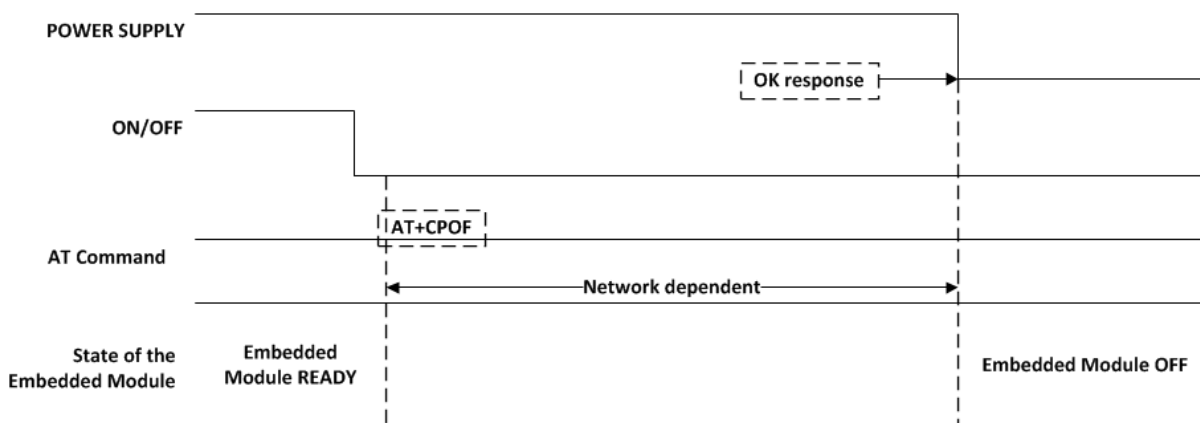 POWER SUPPLY
OK response
ON/OFF
AT+CPOF
AT Command
Network dependent
State of the
Embedded Module
Embedded
Module READY
Embedded Module OFF